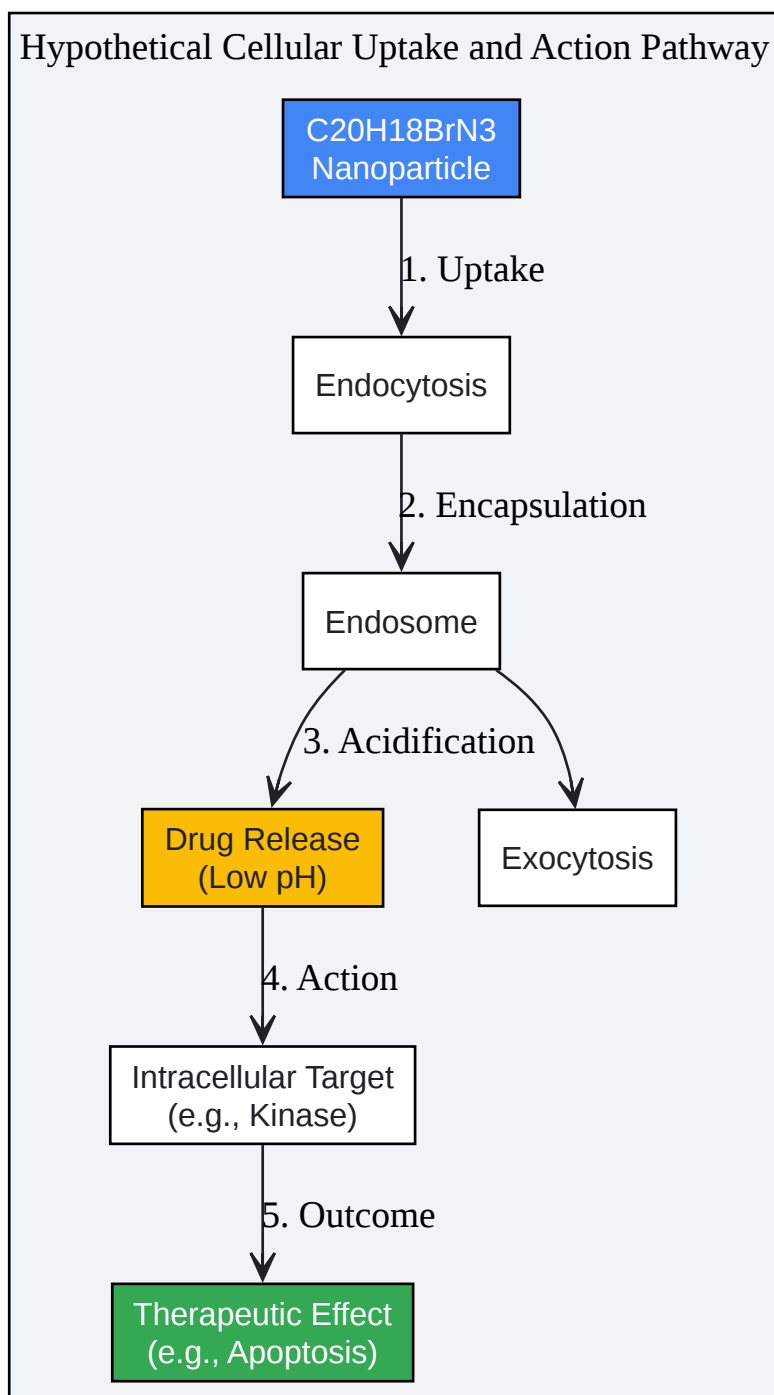 Hypothetical Cellular Uptake and Action Pathway
C20H18BrN3
Nanoparticle
1. Uptake
Endocytosis
2. Encapsulation
Endosome
3. Acidification
Drug Release
(Low pH)
Exocytosis
4. Action
Intracellular Target
(e.g., Kinase)
5. Outcome
Therapeutic Effect
(e.g., Apoptosis)